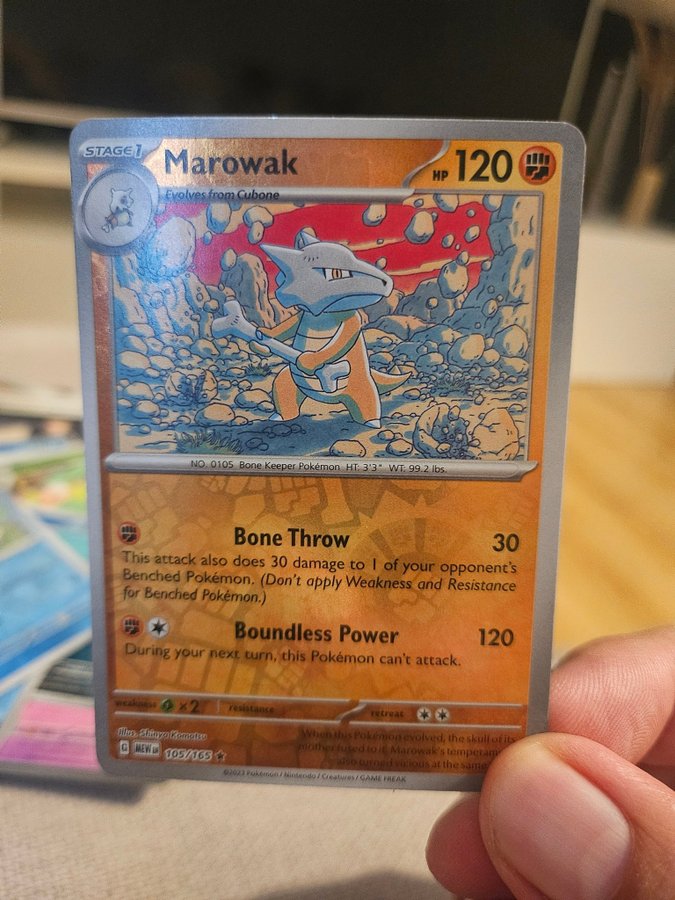 STAGE 1
Marowak
HP 120
Evolves from Cubone
NO. 0105 Bone Keeper Pokémon HT: 3'3" WT: 99.2 lbs.
Bone Throw 30
This attack also does 30 damage to 1 of your opponent's
Benched Pokémon. (Don't apply Weakness and Resistance
for Benched Pokémon.)
Boundless Power 120
During your next turn, this Pokémon can't attack.
weakness ×2 resistance retreat
Illus. Shinya Komatsu
When this Pokémon evolved, the skull of its
mother fused to it. Marowak's temperam
also turned vicious at the same
G MEW EN 105/165 ★
©2023 Pokémon / Nintendo / Creatures / GAME FREAK